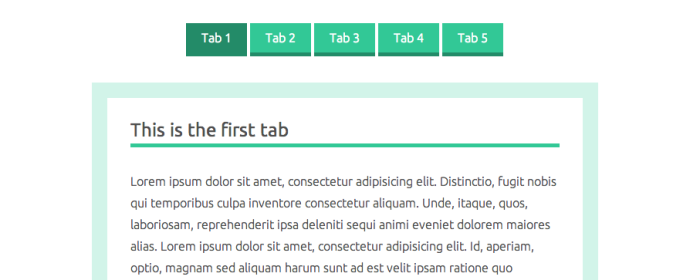 Tab 1 Tab 2 Tab 3 Tab 4 Tab 5
This is the first tab
Lorem ipsum dolor sit amet, consectetur adipisicing elit. Distinctio, fugit nobis
qui temporibus culpa inventore consectetur aliquam. Unde, itaque, quos,
laboriosam, reprehenderit ipsa deleniti sequi animi eveniet dolorem maiores
alias. Lorem ipsum dolor sit amet, consectetur adipisicing elit. Id, aperiam,
optio, magnam sed aliquam harum sunt ad est velit ipsam ratione quo